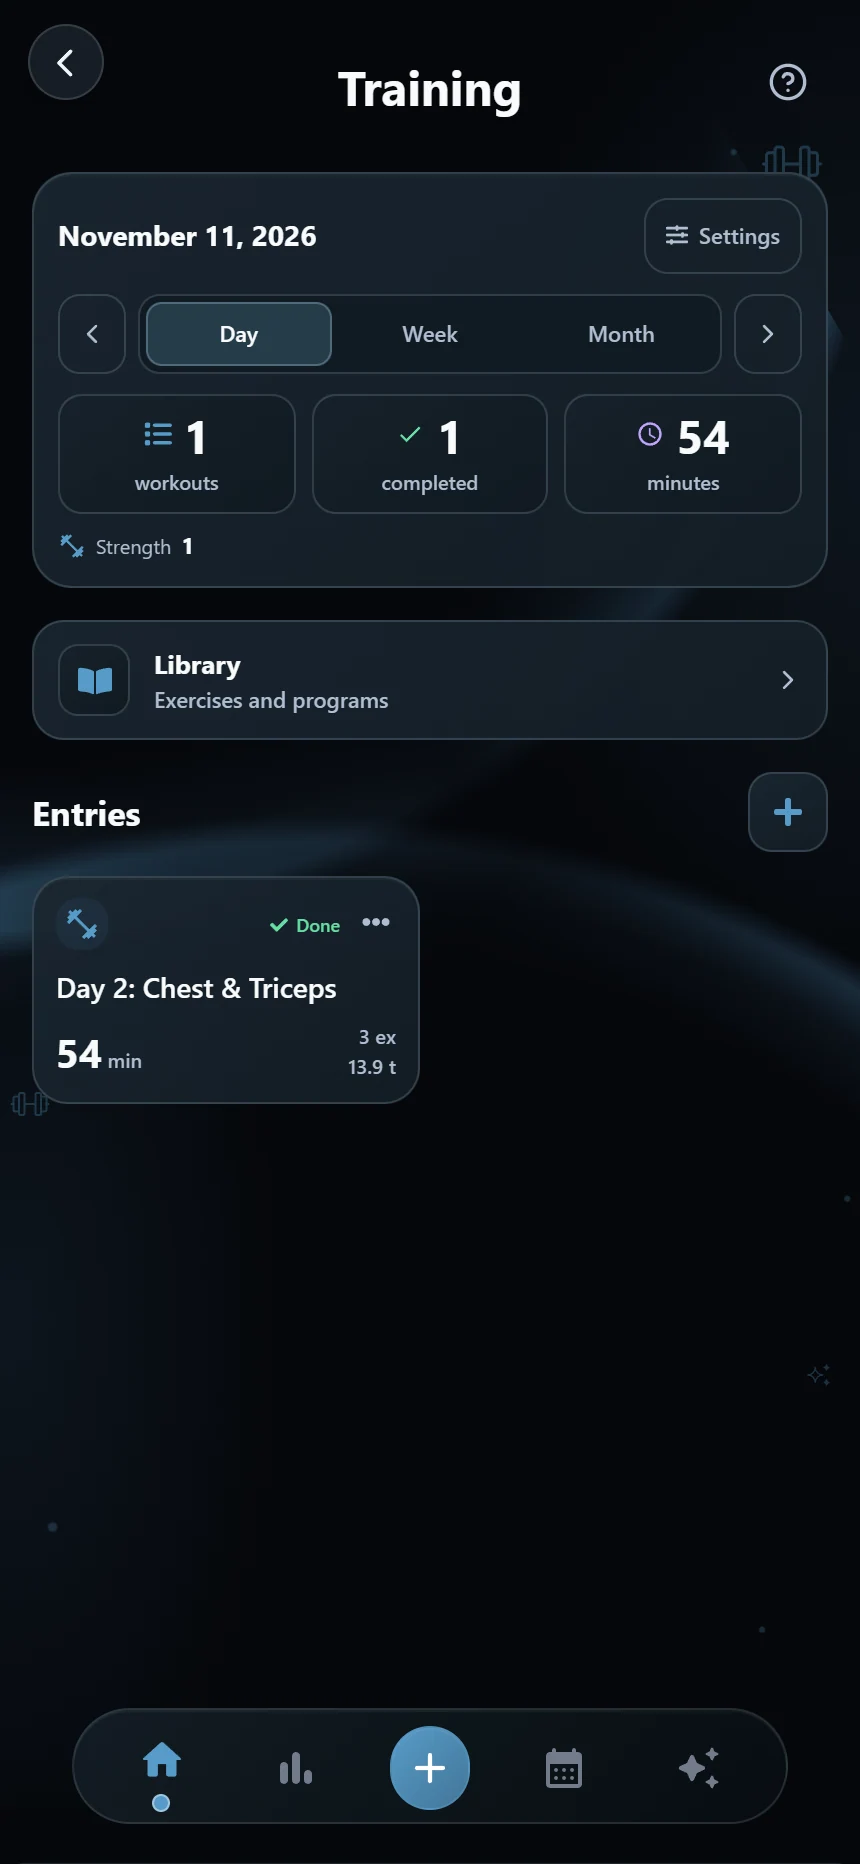 Training
November 11, 2026
Settings
Day
Week
Month
1
workouts
1
completed
54
minutes
Strength 1
Library
Exercises and programs
Entries
Done
Day 2: Chest & Triceps
54 min
3 ex
13.9 t